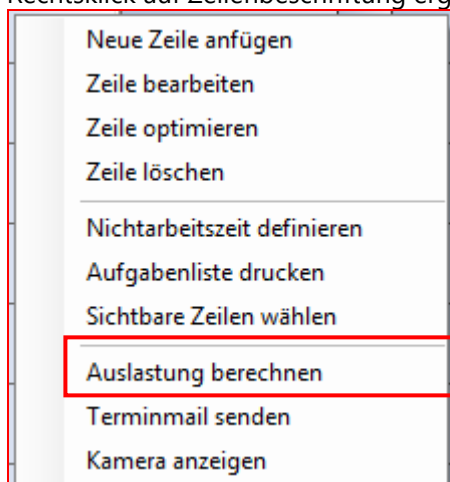 Rechtsklick auf Zeilenbeschriftung erg
Neue Zeile anfügen
Zeile bearbeiten
Zeile optimieren
Zeile löschen
Nichtarbeitszeit definieren
Aufgabenliste drucken
Sichtbare Zeilen wählen
Auslastung berechnen
Terminmail senden
Kamera anzeigen